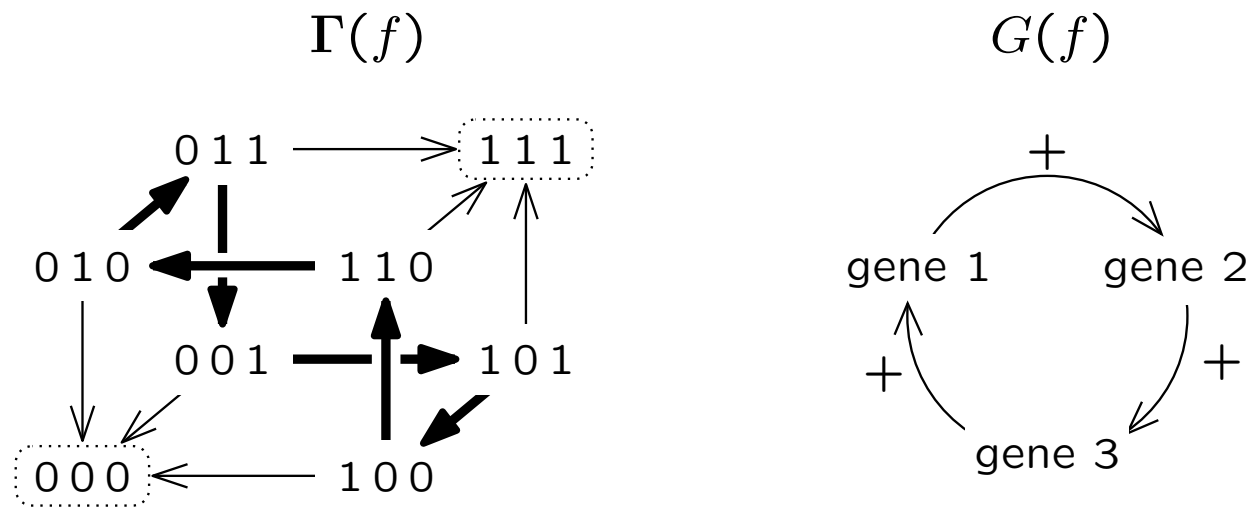 Γ(f) G(f)
+
0 1 1 1 1 1
0 1 0 1 1 0 gene 1 gene 2
0 0 1 1 0 1 + +
0 0 0 1 0 0 gene 3